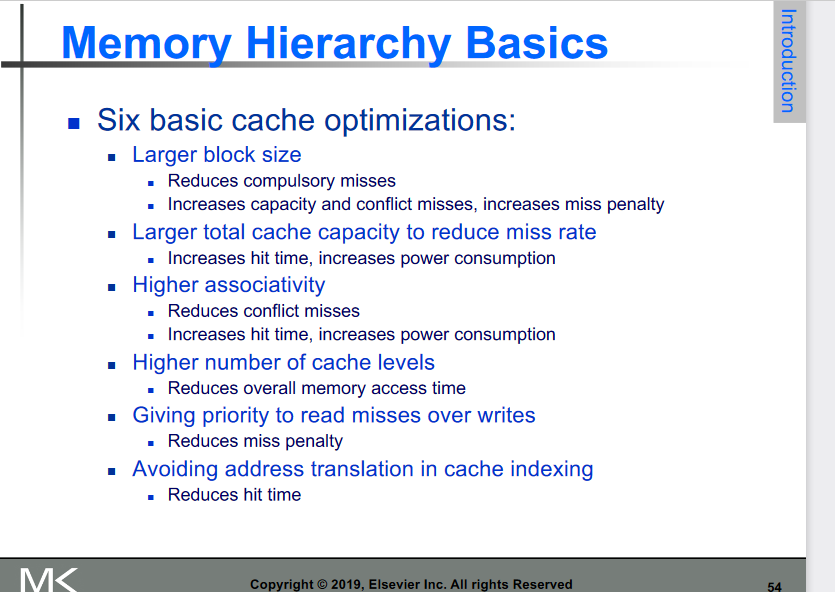 Memory Hierarchy Basics
Introduction
Six basic cache optimizations:
Larger block size
Reduces compulsory misses
Increases capacity and conflict misses, increases miss penalty
Larger total cache capacity to reduce miss rate
Increases hit time, increases power consumption
Higher associativity
Reduces conflict misses
Increases hit time, increases power consumption
Higher number of cache levels
Reduces overall memory access time
Giving priority to read misses over writes
Reduces miss penalty
Avoiding address translation in cache indexing
Reduces hit time
MK
Copyright © 2019, Elsevier Inc. All rights Reserved
54